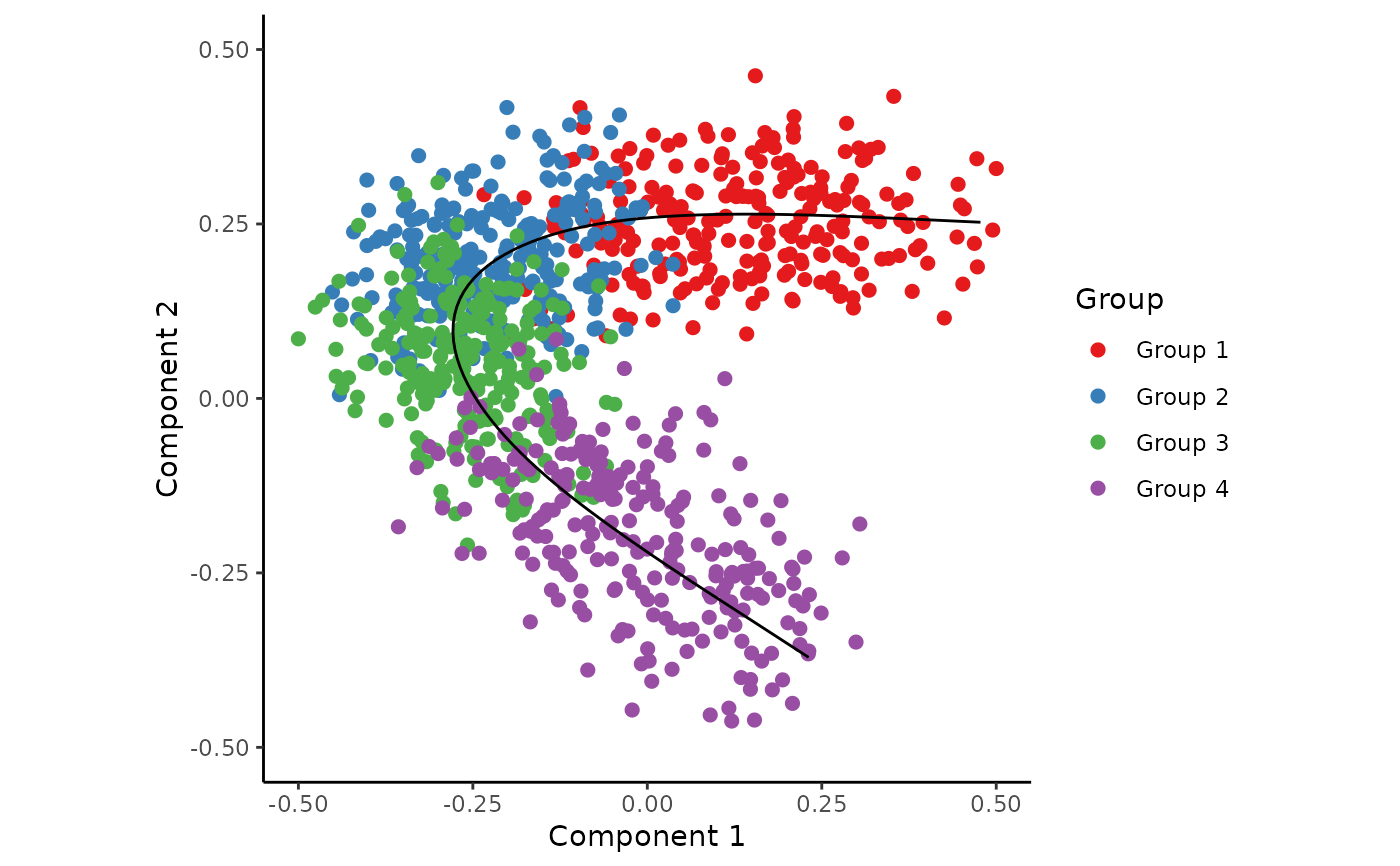 0.50
0.25
0.00
-0.25
-0.50
Component 2
-0.50 -0.25 0.00 0.25 0.50
Component 1
Group
Group 1
Group 2
Group 3
Group 4